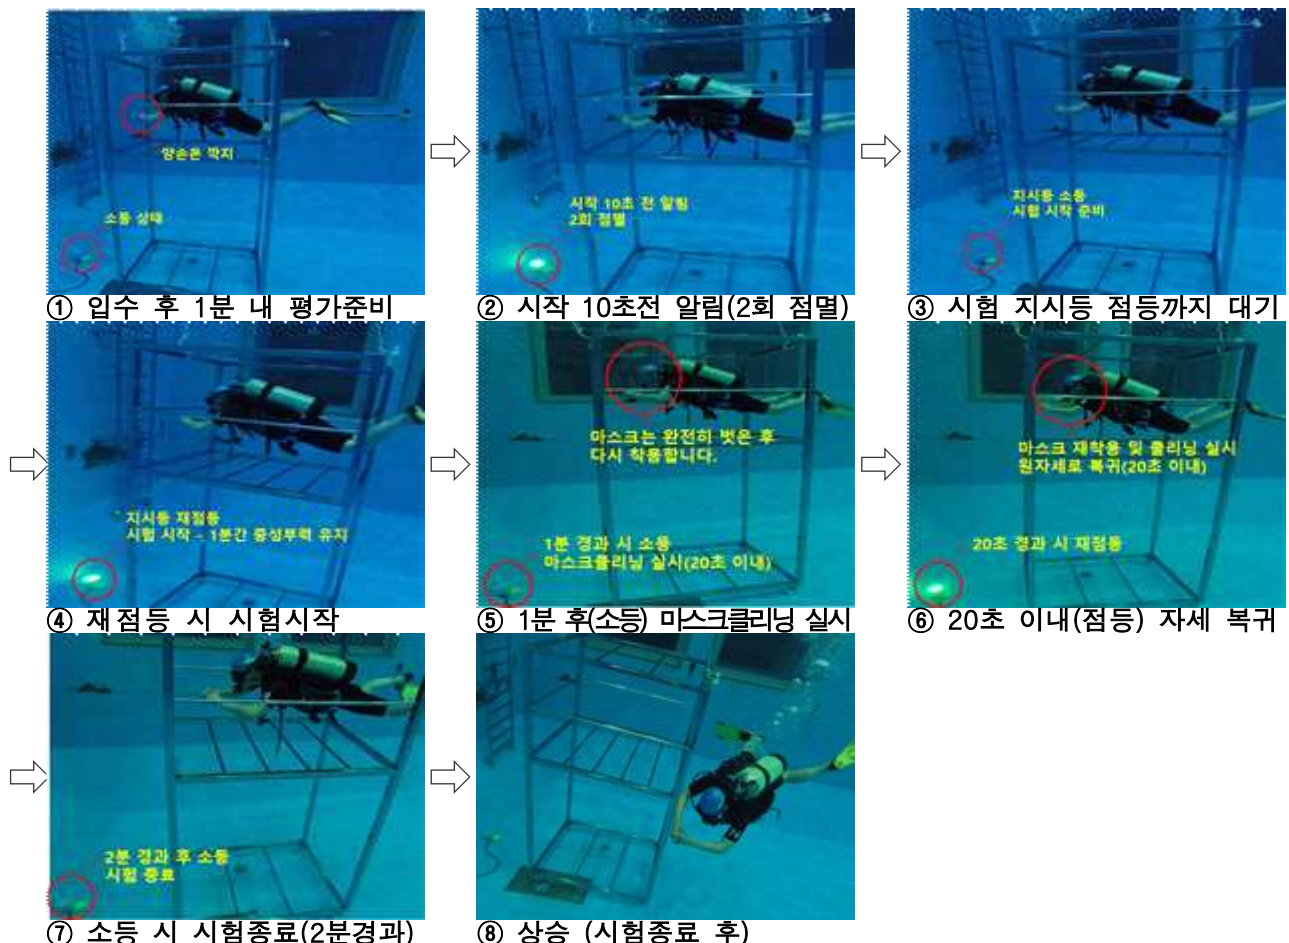 양손은 깍지
소등 상태
① 입수 후 1분 내 평가준비
시작 10초 전 알림
2회 점멸
② 시작 10초전 알림(2회 점멸)
지시등 소등
시험 시작 준비
③ 시험 지시등 점등까지 대기
지시등 재점등
시험 시작 - 1분간 중성부력 유지
④ 재점등 시 시험시작
마스크는 완전히 벗은 후
다시 착용합니다.
1분 경과 시 소등
마스크클리닝 실시(20초 이내)
⑤ 1분 후(소등) 마스크클리닝 실시
마스크 재착용 및 클리닝 실시
원자세로 복귀(20초 이내)
20초 경과 시 재점등
⑥ 20초 이내(점등) 자세 복귀
2분 경과 후 소등
시험 종료
⑦ 소등 시 시험종료(2분경과)
⑧ 상승 (시험종료 후)